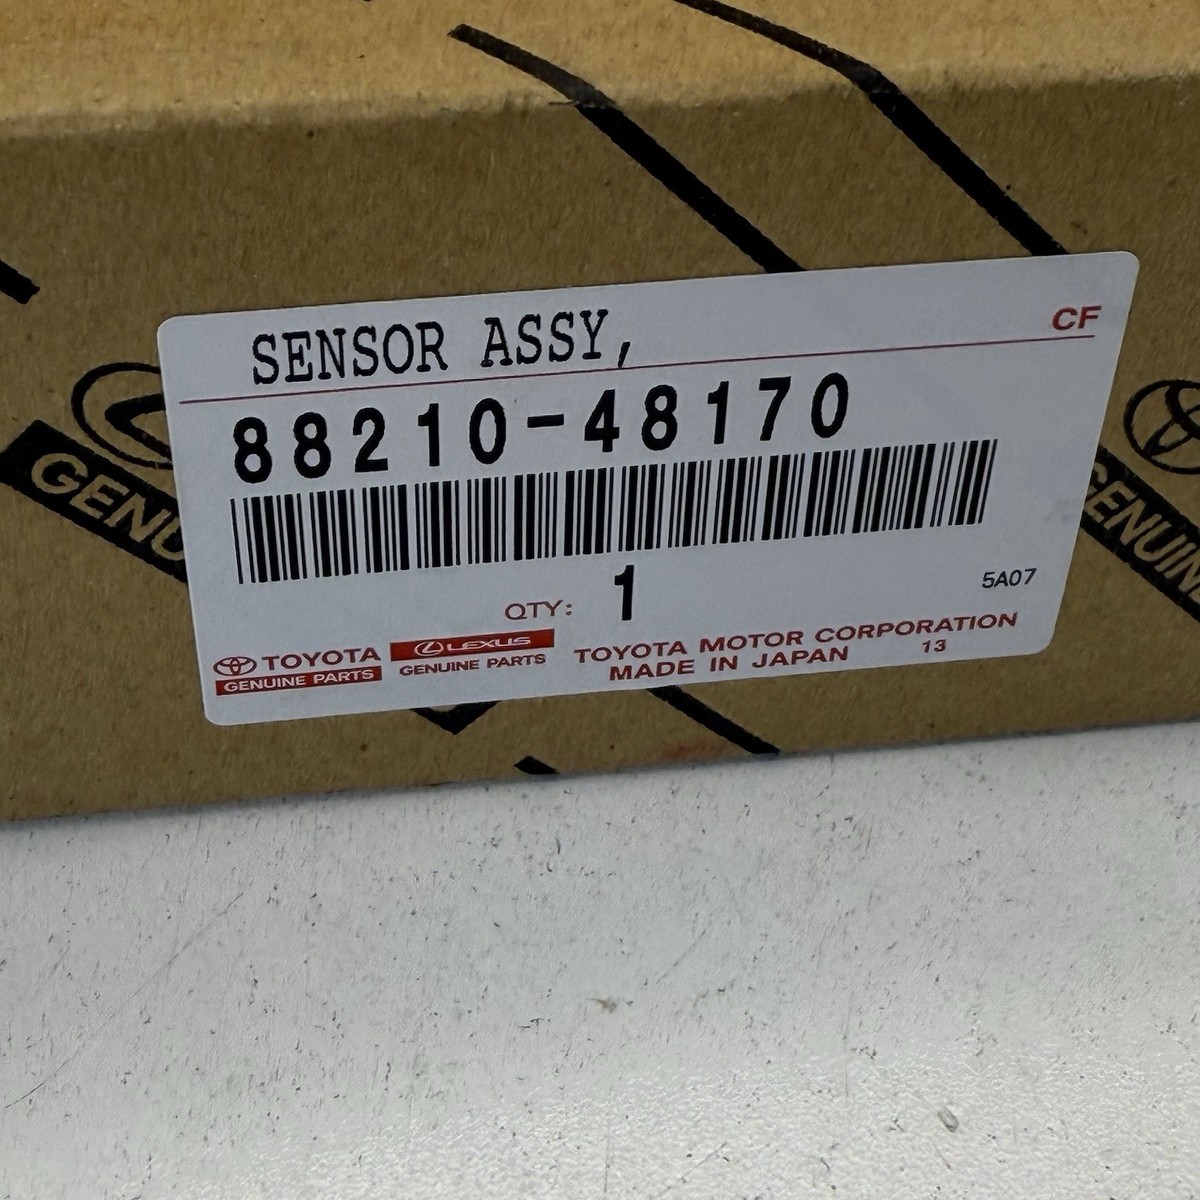 SENSOR ASSY,
CF
88210-48170
QTY: 1
5A07
TOYOTA
GENUINE PARTS
LEXUS
GENUINE PARTS
TOYOTA MOTOR CORPORATION
MADE IN JAPAN 13
GENU
GENUIN